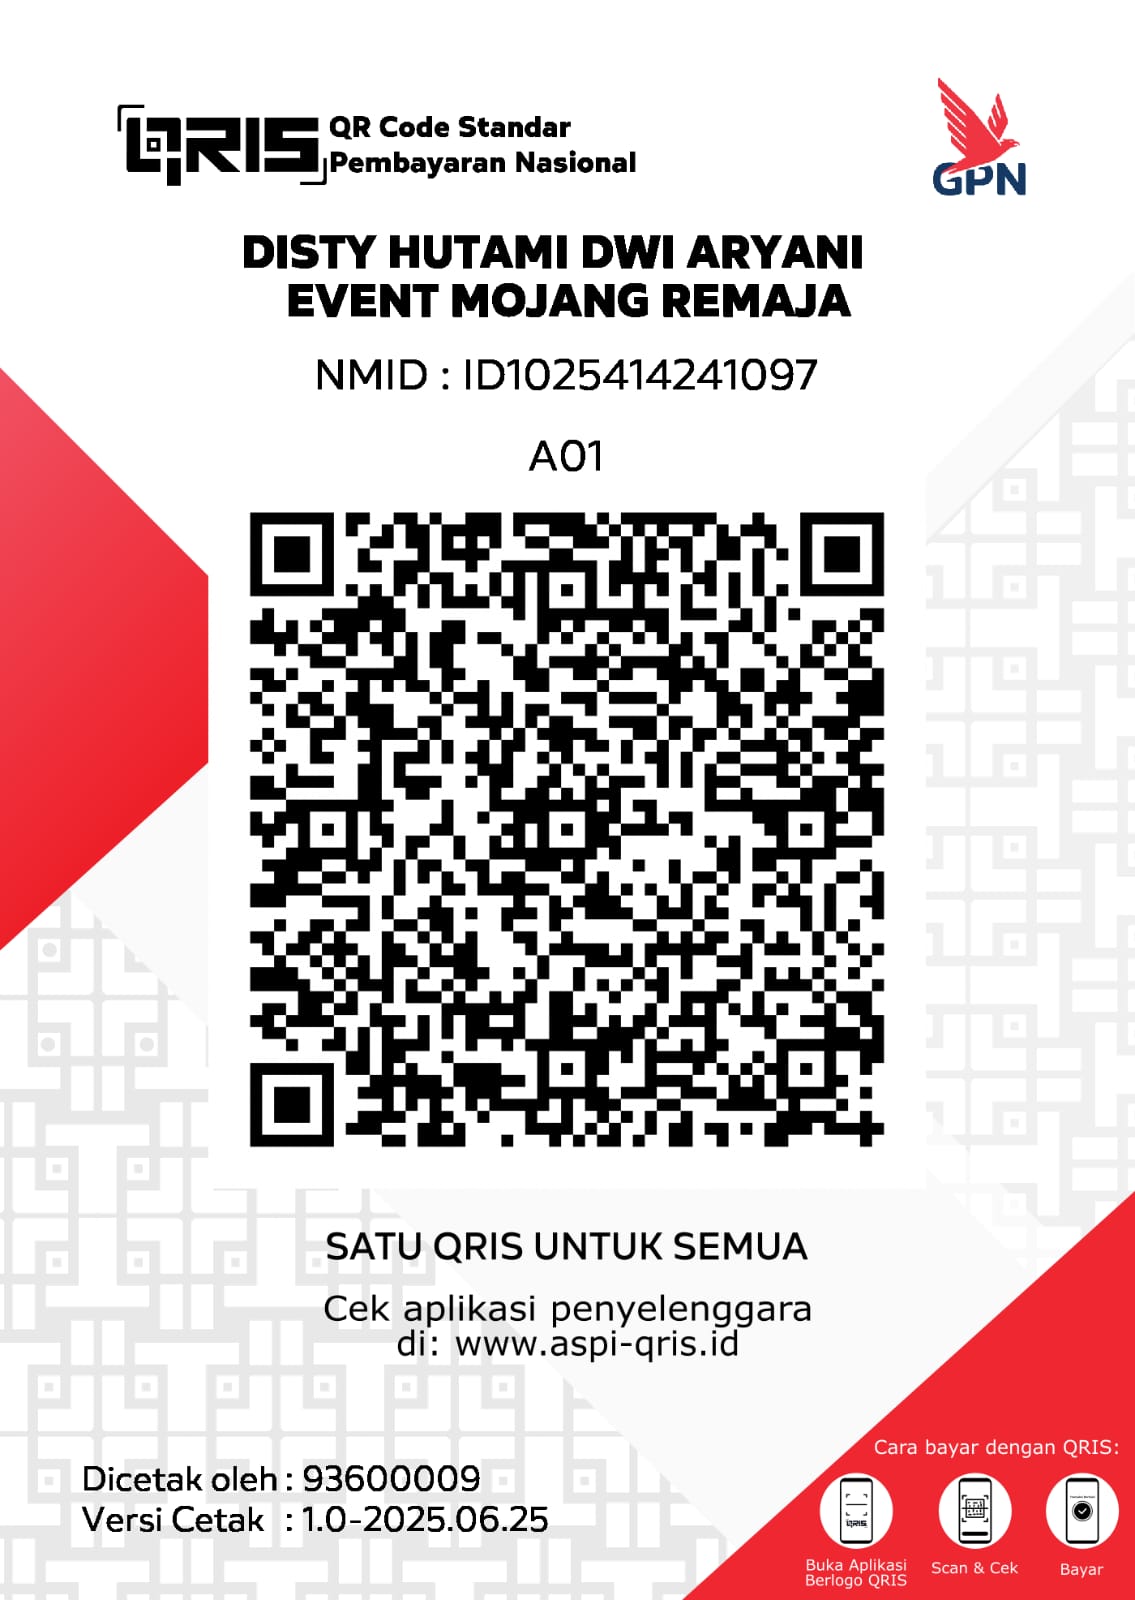 QRIS
QR Code Standar
Pembayaran Nasional
GPN
DISTY HUTAMI DWI ARYANI
EVENT MOJANG REMAJA
NMID : ID1025414241097
A01
SATU QRIS UNTUK SEMUA
Cek aplikasi penyelenggara
di: www.aspi-qris.id
Dicetak oleh : 93600009
Versi Cetak : 1.0-2025.06.25
Cara bayar dengan QRIS:
QRIS
Buka Aplikasi
Berlogo QRIS
Scan & Cek
Bayar